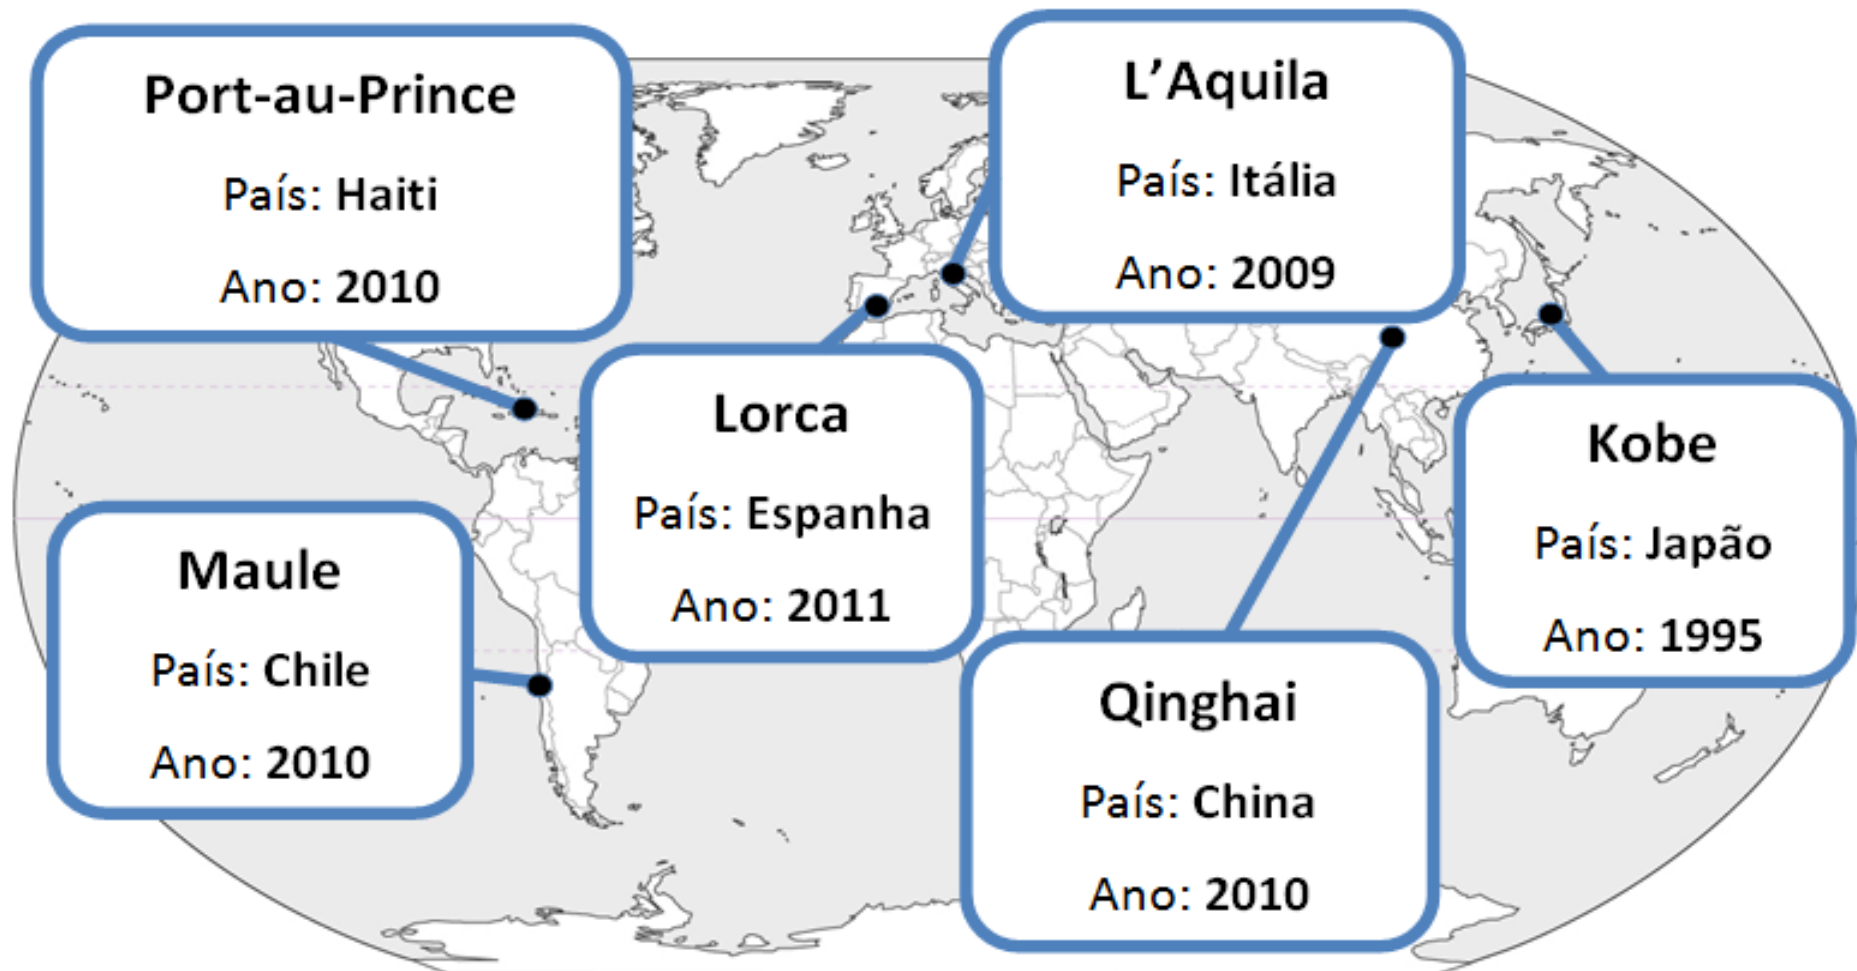 Port-au-Prince
País: Haiti
Ano: 2010
L’Aquila
País: Itália
Ano: 2009
Lorca
País: Espanha
Ano: 2011
Kobe
País: Japão
Ano: 1995
Maule
País: Chile
Ano: 2010
Qinghai
País: China
Ano: 2010